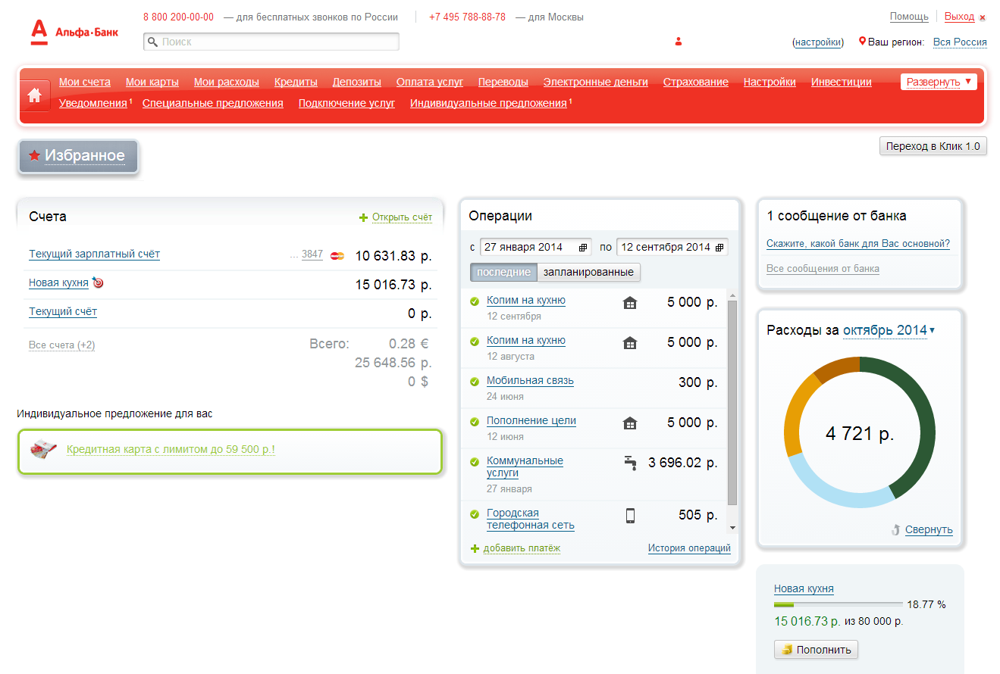 8 800 200-00-00 — для бесплатных звонков по России
+7 495 788-88-78 — для Москвы
Помощь
Выход
Альфа·Банк
Поиск
(настройки)
Ваш регион: Вся Россия
Мои счета Мои карты Мои расходы Кредиты Депозиты Оплата услуг Переводы Электронные деньги Страхование Настройки Инвестиции
Развернуть
Уведомления 1 Специальные предложения Подключение услуг Индивидуальные предложения 1
Избранное
Переход в Клик 1.0
Счета
Открыть счёт
Текущий зарплатный счёт ... 3847 10 631.83 р.
Новая кухня 15 016.73 р.
Текущий счёт 0 р.
Все счета (+2) Всего: 0.28 €
25 648.56 р.
0 $
Индивидуальное предложение для вас
Кредитная карта с лимитом до 59 500 р.!
Операции
с 27 января 2014 по 12 сентября 2014
последние запланированные
Копим на кухню 5 000 р.
12 сентября
Копим на кухню 5 000 р.
12 августа
Мобильная связь 300 р.
24 июня
Пополнение цели 5 000 р.
12 июня
Коммунальные 3 696.02 р.
услуги
27 января
Городская 505 р.
телефонная сеть
добавить платёж История операций
1 сообщение от банка
Скажите, какой банк для Вас основной?
Все сообщения от банка
Расходы за октябрь 2014
4 721 р.
Свернуть
Новая кухня
18.77 %
15 016.73 р. из 80 000 р.
Пополнить